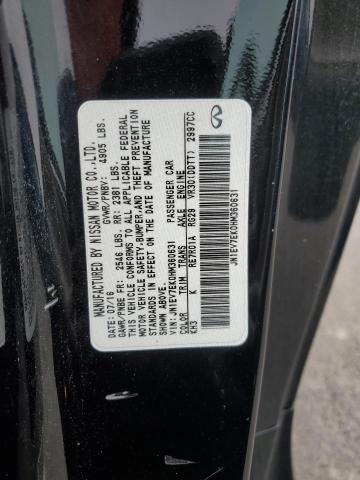 MANUFACTURED BY NISSAN MOTOR CO.,LTD.
DATE: 07/16 GVWR/PNBV: 4905 LBS.
GAWR/PNBE FR: 2546 LBS. RR: 2381 LBS.
THIS VEHICLE CONFORMS TO ALL APPLICABLE FEDERAL
MOTOR VEHICLE SAFETY,BUMPER,AND THEFT PREVENTION
STANDARDS IN EFFECT ON THE DATE OF MANUFACTURE
SHOWN ABOVE.
VIN:JN1EV7EK0HM360631 PASSENGER CAR
COLOR TRIM TRANS AXLE ENGINE
KH3 K RE7R01A RG29 VR30(DDTT) 2997CC
JN1EV7EK0HM360631